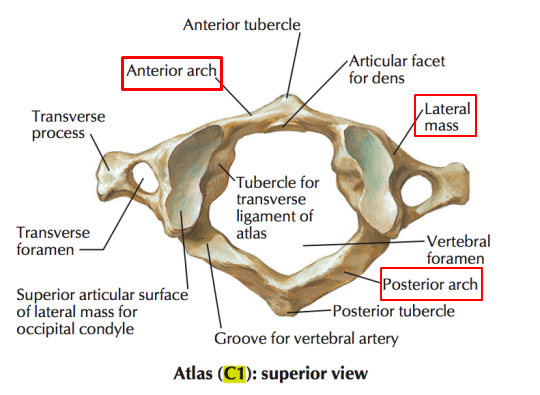 Anterior tubercle
Anterior arch
Articular facet
for dens
Lateral
mass
Transverse
process
Tubercle for
transverse
ligament of
atlas
Transverse
foramen
Vertebral
foramen
Superior articular surface
of lateral mass for
occipital condyle
Posterior arch
Posterior tubercle
Groove for vertebral artery
Atlas (C1): superior view